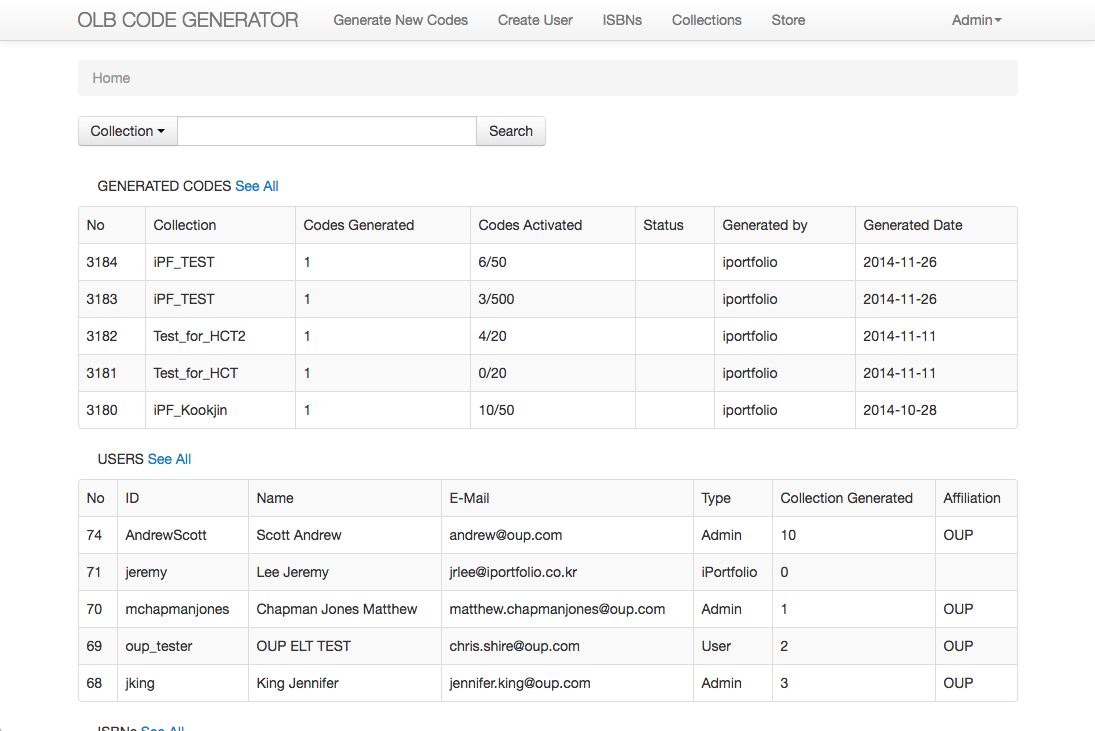 OLB CODE GENERATOR Generate New Codes Create User ISBNs Collections Store Admin
Home
Collection Search
GENERATED CODES See All
No Collection Codes Generated Codes Activated Status Generated by Generated Date
3184 iPF_TEST 1 6/50 iportfolio 2014-11-26
3183 iPF_TEST 1 3/500 iportfolio 2014-11-26
3182 Test_for_HCT2 1 4/20 iportfolio 2014-11-11
3181 Test_for_HCT 1 0/20 iportfolio 2014-11-11
3180 iPF_Kookjin 1 10/50 iportfolio 2014-10-28
USERS See All
No ID Name E-Mail Type Collection Generated Affiliation
74 AndrewScott Scott Andrew andrew@oup.com Admin 10 OUP
71 jeremy Lee Jeremy jrlee@iportfolio.co.kr iPortfolio 0
70 mchapmanjones Chapman Jones Matthew matthew.chapmanjones@oup.com Admin 1 OUP
69 oup_tester OUP ELT TEST chris.shire@oup.com User 2 OUP
68 jking King Jennifer jennifer.king@oup.com Admin 3 OUP
ISBNs See All